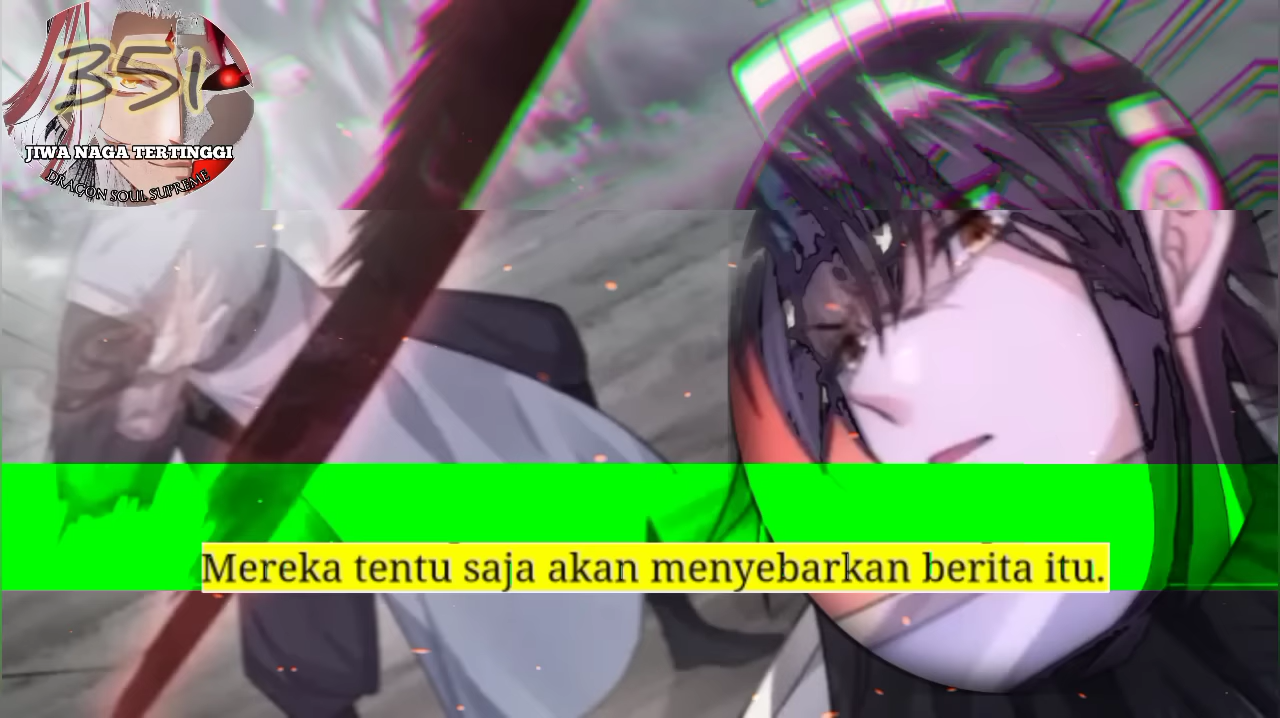 351
JIWA NAGA TERTINGGI
DRAGON SOUL SUPREME
Mereka tentu saja akan menyebarkan berita itu.